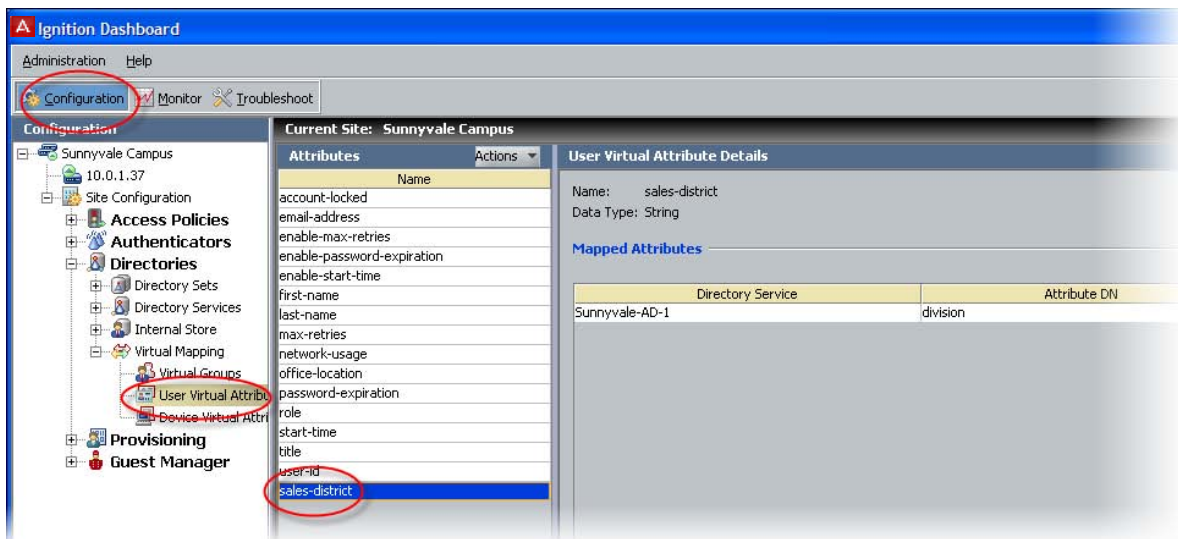 Ignition Dashboard
Administration Help
Configuration Monitor Troubleshoot
Configuration
Sunnyvale Campus
10.0.1.37
Site Configuration
Access Policies
Authenticators
Directories
Directory Sets
Directory Services
Internal Store
Virtual Mapping
Virtual Groups
User Virtual Attribu
Device Virtual Attri
Provisioning
Guest Manager
Current Site: Sunnyvale Campus
Attributes Actions
Name
account-locked
email-address
enable-max-retries
enable-password-expiration
enable-start-time
first-name
last-name
max-retries
network-usage
office-location
password-expiration
role
start-time
title
user-id
sales-district
User Virtual Attribute Details
Name: sales-district
Data Type: String
Mapped Attributes
Directory Service Attribute DN
Sunnyvale-AD-1 division